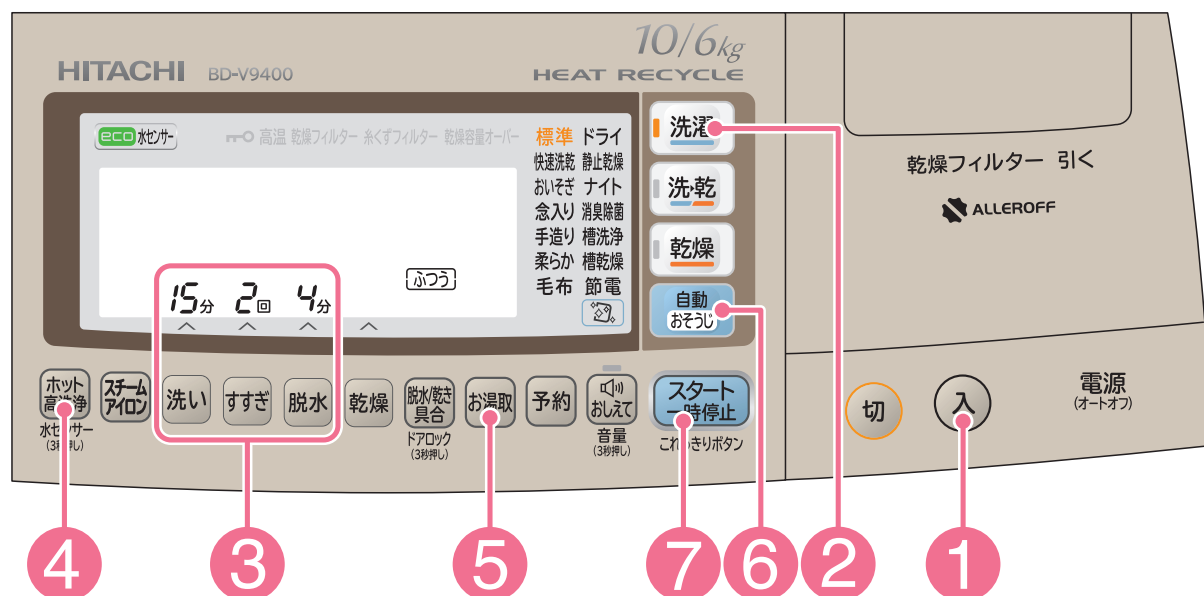 10/6kg
HITACHI BD-V9400 HEAT RECYCLE
eco 水センサー 高温 乾燥フィルター 糸くずフィルター 乾燥容量オーバー
標準 ドライ
快速洗乾 静止乾燥
おいそぎ ナイト
念入り 消臭除菌
手造り 槽洗浄
柔らか 槽乾燥
毛布 節電
ふつう
15分 2回 4分
洗濯
洗・乾
乾燥
自動
おそうじ
乾燥フィルター 引く
ALLEROFF
ホット
高洗浄
水センサー
(3秒押し)
スチーム
アイロン
洗い
すすぎ
脱水
乾燥
脱水/乾き
具合
ドアロック
(3秒押し)
お湯取
予約
おしえて
音量
(3秒押し)
スタート
一時停止
これっきりボタン
切
入
電源
(オートオフ)
4 3 5 7 6 2 1